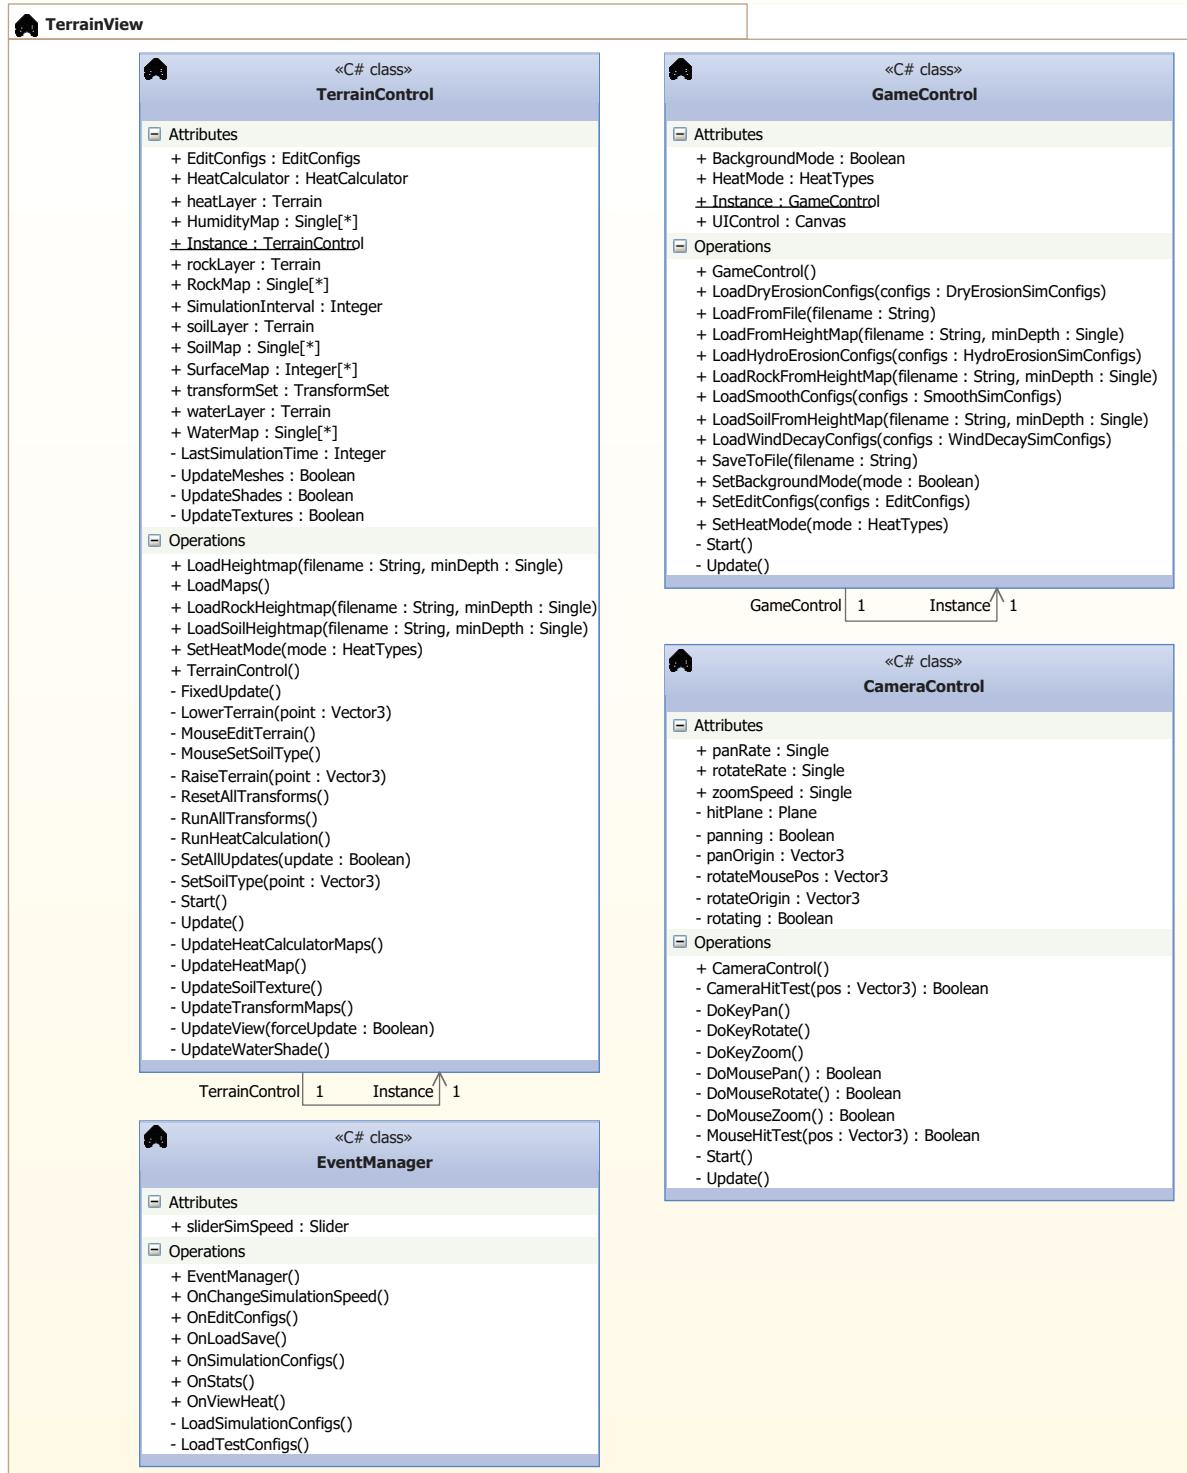 TerrainView
«C# class»
TerrainControl
Attributes
+ EditConfigs : EditConfigs
+ HeatCalculator : HeatCalculator
+ heatLayer : Terrain
+ HumidityMap : Single[*]
+ Instance : TerrainControl
+ rockLayer : Terrain
+ RockMap : Single[*]
+ SimulationInterval : Integer
+ soilLayer : Terrain
+ SoilMap : Single[*]
+ SurfaceMap : Integer[*]
+ transformSet : TransformSet
+ waterLayer : Terrain
+ WaterMap : Single[*]
- LastSimulationTime : Integer
- UpdateMeshes : Boolean
- UpdateShades : Boolean
- UpdateTextures : Boolean
Operations
+ LoadHeightmap(filename : String, minDepth : Single)
+ LoadMaps()
+ LoadRockHeightmap(filename : String, minDepth : Single)
+ LoadSoilHeightmap(filename : String, minDepth : Single)
+ SetHeatMode(mode : HeatTypes)
+ TerrainControl()
- FixedUpdate()
- LowerTerrain(point : Vector3)
- MouseEditTerrain()
- MouseSetSoilType()
- RaiseTerrain(point : Vector3)
- ResetAllTransforms()
- RunAllTransforms()
- RunHeatCalculation()
- SetAllUpdates(update : Boolean)
- SetSoilType(point : Vector3)
- Start()
- Update()
- UpdateHeatCalculatorMaps()
- UpdateHeatMap()
- UpdateSoilTexture()
- UpdateTransformMaps()
- UpdateView(forceUpdate : Boolean)
- UpdateWaterShade()
TerrainControl 1 Instance 1
«C# class»
EventManager
Attributes
+ sliderSimSpeed : Slider
Operations
+ EventManager()
+ OnChangeSimulationSpeed()
+ OnEditConfigs()
+ OnLoadSave()
+ OnSimulationConfigs()
+ OnStats()
+ OnViewHeat()
- LoadSimulationConfigs()
- LoadTestConfigs()
«C# class»
GameControl
Attributes
+ BackgroundMode : Boolean
+ HeatMode : HeatTypes
+ Instance : GameControl
+ UIControl : Canvas
Operations
+ GameControl()
+ LoadDryErosionConfigs(configs : DryErosionSimConfigs)
+ LoadFromFile(filename : String)
+ LoadFromHeightMap(filename : String, minDepth : Single)
+ LoadHydroErosionConfigs(configs : HydroErosionSimConfigs)
+ LoadRockFromHeightMap(filename : String, minDepth : Single)
+ LoadSmoothConfigs(configs : SmoothSimConfigs)
+ LoadSoilFromHeightMap(filename : String, minDepth : Single)
+ LoadWindDecayConfigs(configs : WindDecaySimConfigs)
+ SaveToFile(filename : String)
+ SetBackgroundMode(mode : Boolean)
+ SetEditConfigs(configs : EditConfigs)
+ SetHeatMode(mode : HeatTypes)
- Start()
- Update()
GameControl 1 Instance 1
«C# class»
CameraControl
Attributes
+ panRate : Single
+ rotateRate : Single
+ zoomSpeed : Single
- hitPlane : Plane
- panning : Boolean
- panOrigin : Vector3
- rotateMousePos : Vector3
- rotateOrigin : Vector3
- rotating : Boolean
Operations
+ CameraControl()
- CameraHitTest(pos : Vector3) : Boolean
- DoKeyPan()
- DoKeyRotate()
- DoKeyZoom()
- DoMousePan() : Boolean
- DoMouseRotate() : Boolean
- DoMouseZoom() : Boolean
- MouseHitTest(pos : Vector3) : Boolean
- Start()
- Update()